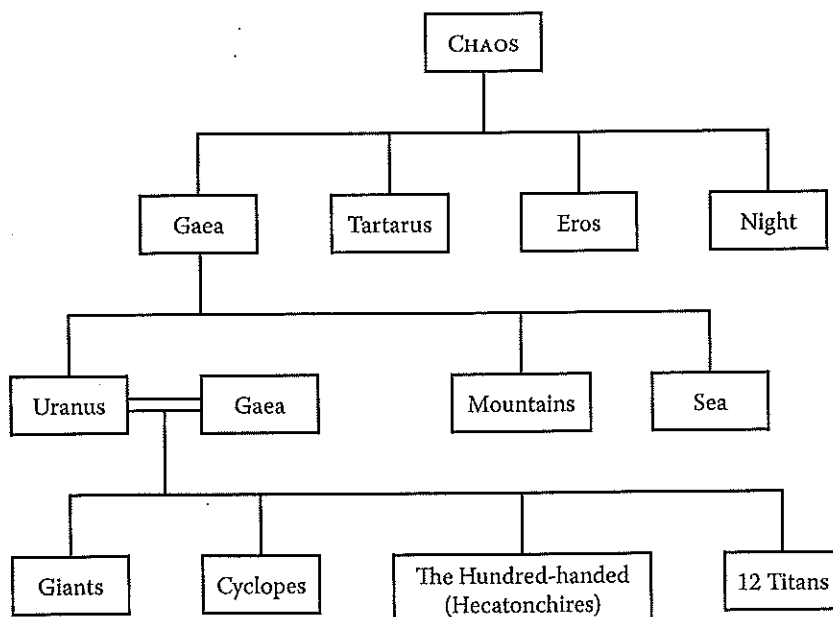 CHAOS
Gaea
Tartarus
Eros
Night
Uranus
Gaea
Mountains
Sea
Giants
Cyclopes
The Hundred-handed
(Hecatonchires)
12 Titans